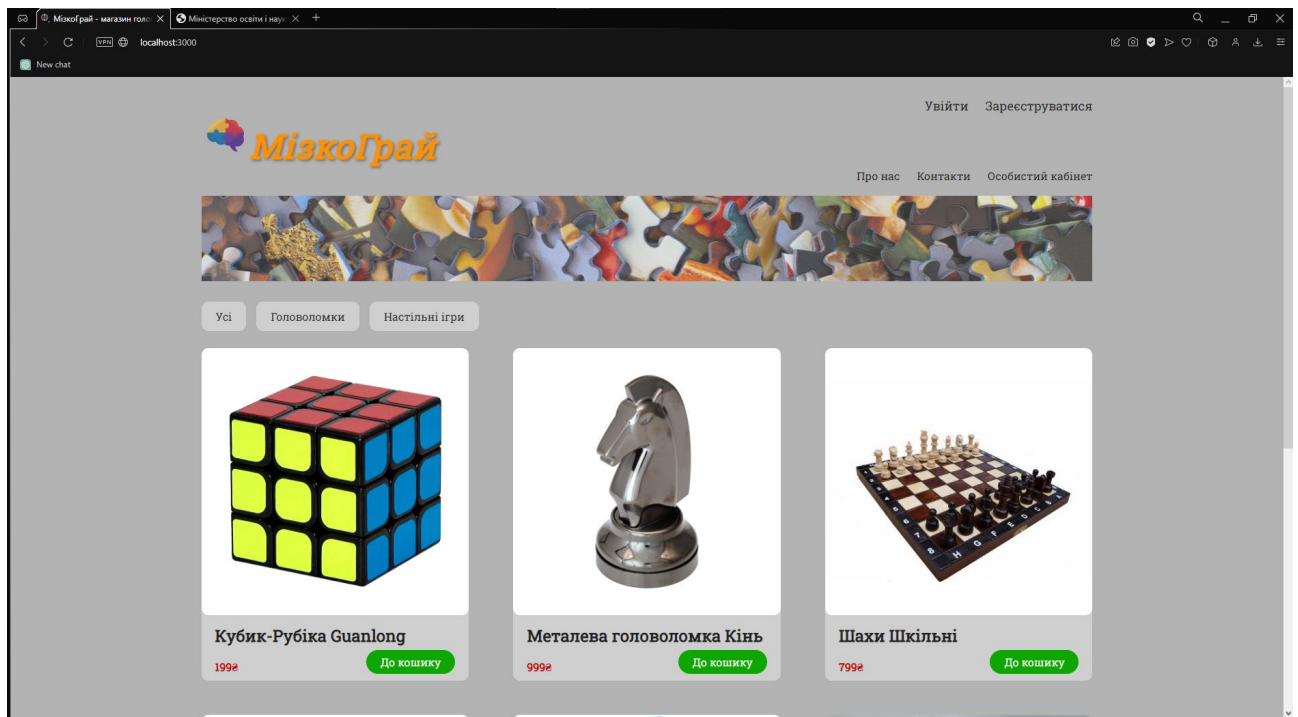 МізкоГрай - магазин голо
Міністерство освіти і наук
VPN
localhost:3000
New chat
Увійти Зареєструватися
МізкоГрай
Про нас Контакти Особистий кабінет
Усі Головоломки Настільні ігри
Кубик-Рубіка Guanlong
199₴ До кошику
Металева головоломка Кінь
999₴ До кошику
Шахи Шкільні
799₴ До кошику